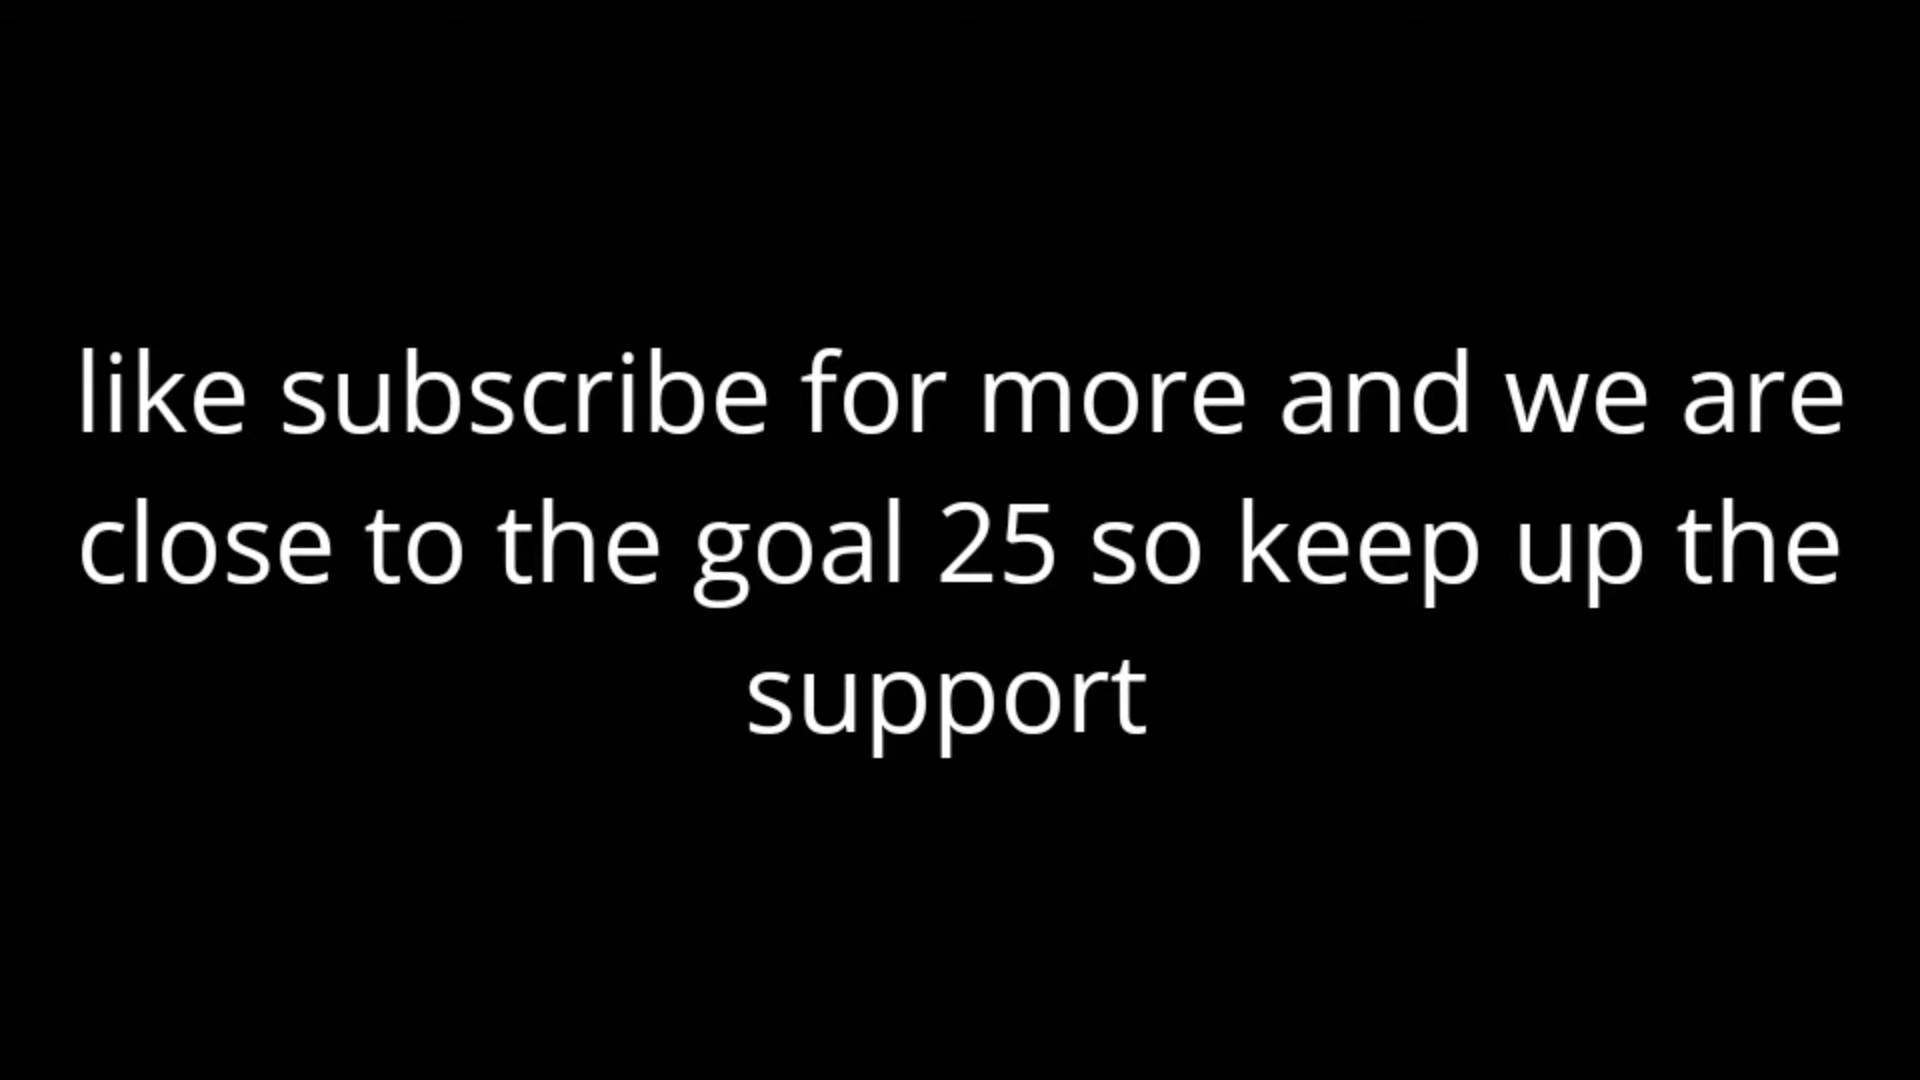 like subscribe for more and we are
close to the goal 25 so keep up the
support